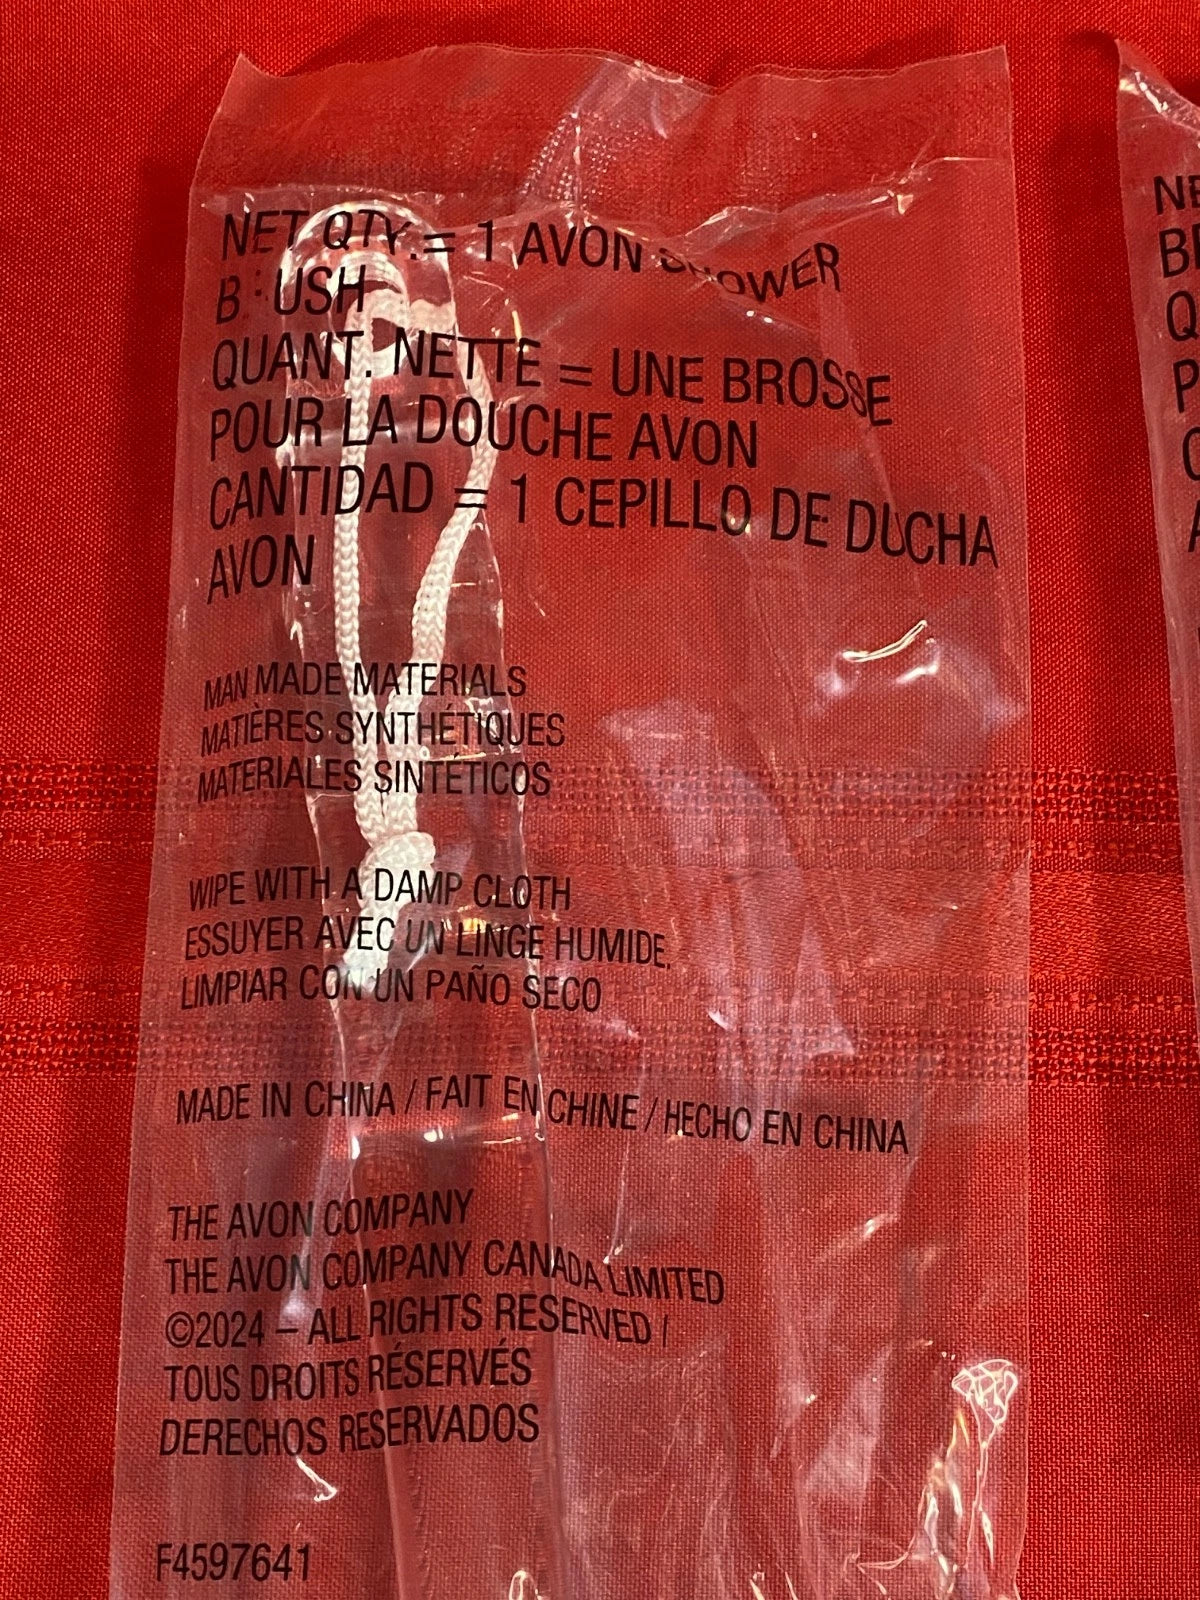 NET QTY. = 1 AVON SHOWER
BRUSH
QUANT. NETTE = UNE BROSSE
POUR LA DOUCHE AVON
CANTIDAD = 1 CEPILLO DE DUCHA
AVON
MAN MADE MATERIALS
MATIÈRES SYNTHÉTIQUES
MATERIALES SINTÉTICOS
WIPE WITH A DAMP CLOTH
ESSUYER AVEC UN LINGE HUMIDE.
LIMPIAR CON UN PAÑO SECO
MADE IN CHINA / FAIT EN CHINE / HECHO EN CHINA
THE AVON COMPANY
THE AVON COMPANY CANADA LIMITED
©2024 – ALL RIGHTS RESERVED /
TOUS DROITS RÉSERVÉS
DERECHOS RESERVADOS
F4597641